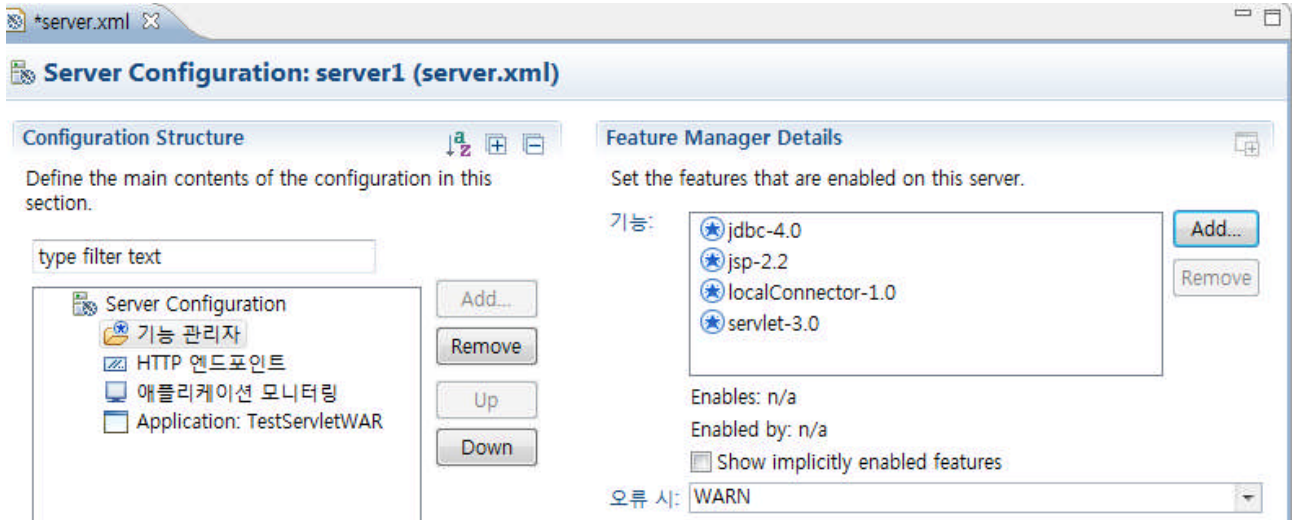 *server.xml
Server Configuration: server1 (server.xml)
Configuration Structure
Define the main contents of the configuration in this
section.
type filter text
Server Configuration
기능 관리자
HTTP 엔드포인트
애플리케이션 모니터링
Application: TestServletWAR
Add...
Remove
Up
Down
Feature Manager Details
Set the features that are enabled on this server.
기능:
jdbc-4.0
jsp-2.2
localConnector-1.0
servlet-3.0
Add...
Remove
Enables: n/a
Enabled by: n/a
Show implicitly enabled features
오류 시: WARN